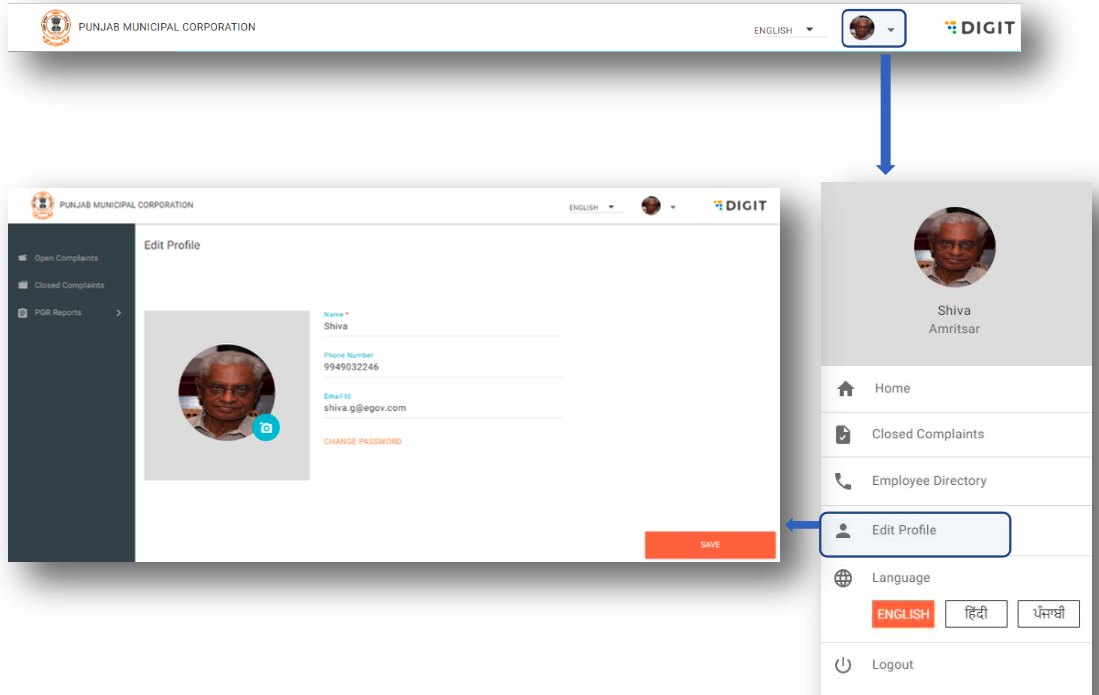 PUNJAB MUNICIPAL CORPORATION
ENGLISH
DIGIT
PUNJAB MUNICIPAL CORPORATION
ENGLISH
DIGIT
Open Complaints
Closed Complaints
PGR Reports
Edit Profile
Name *
Shiva
Phone Number
9949032246
Email Id
shiva.g@egov.com
CHANGE PASSWORD
SAVE
Shiva
Amritsar
Home
Closed Complaints
Employee Directory
Edit Profile
Language
ENGLISH हिंदी ਪੰਜਾਬੀ
Logout